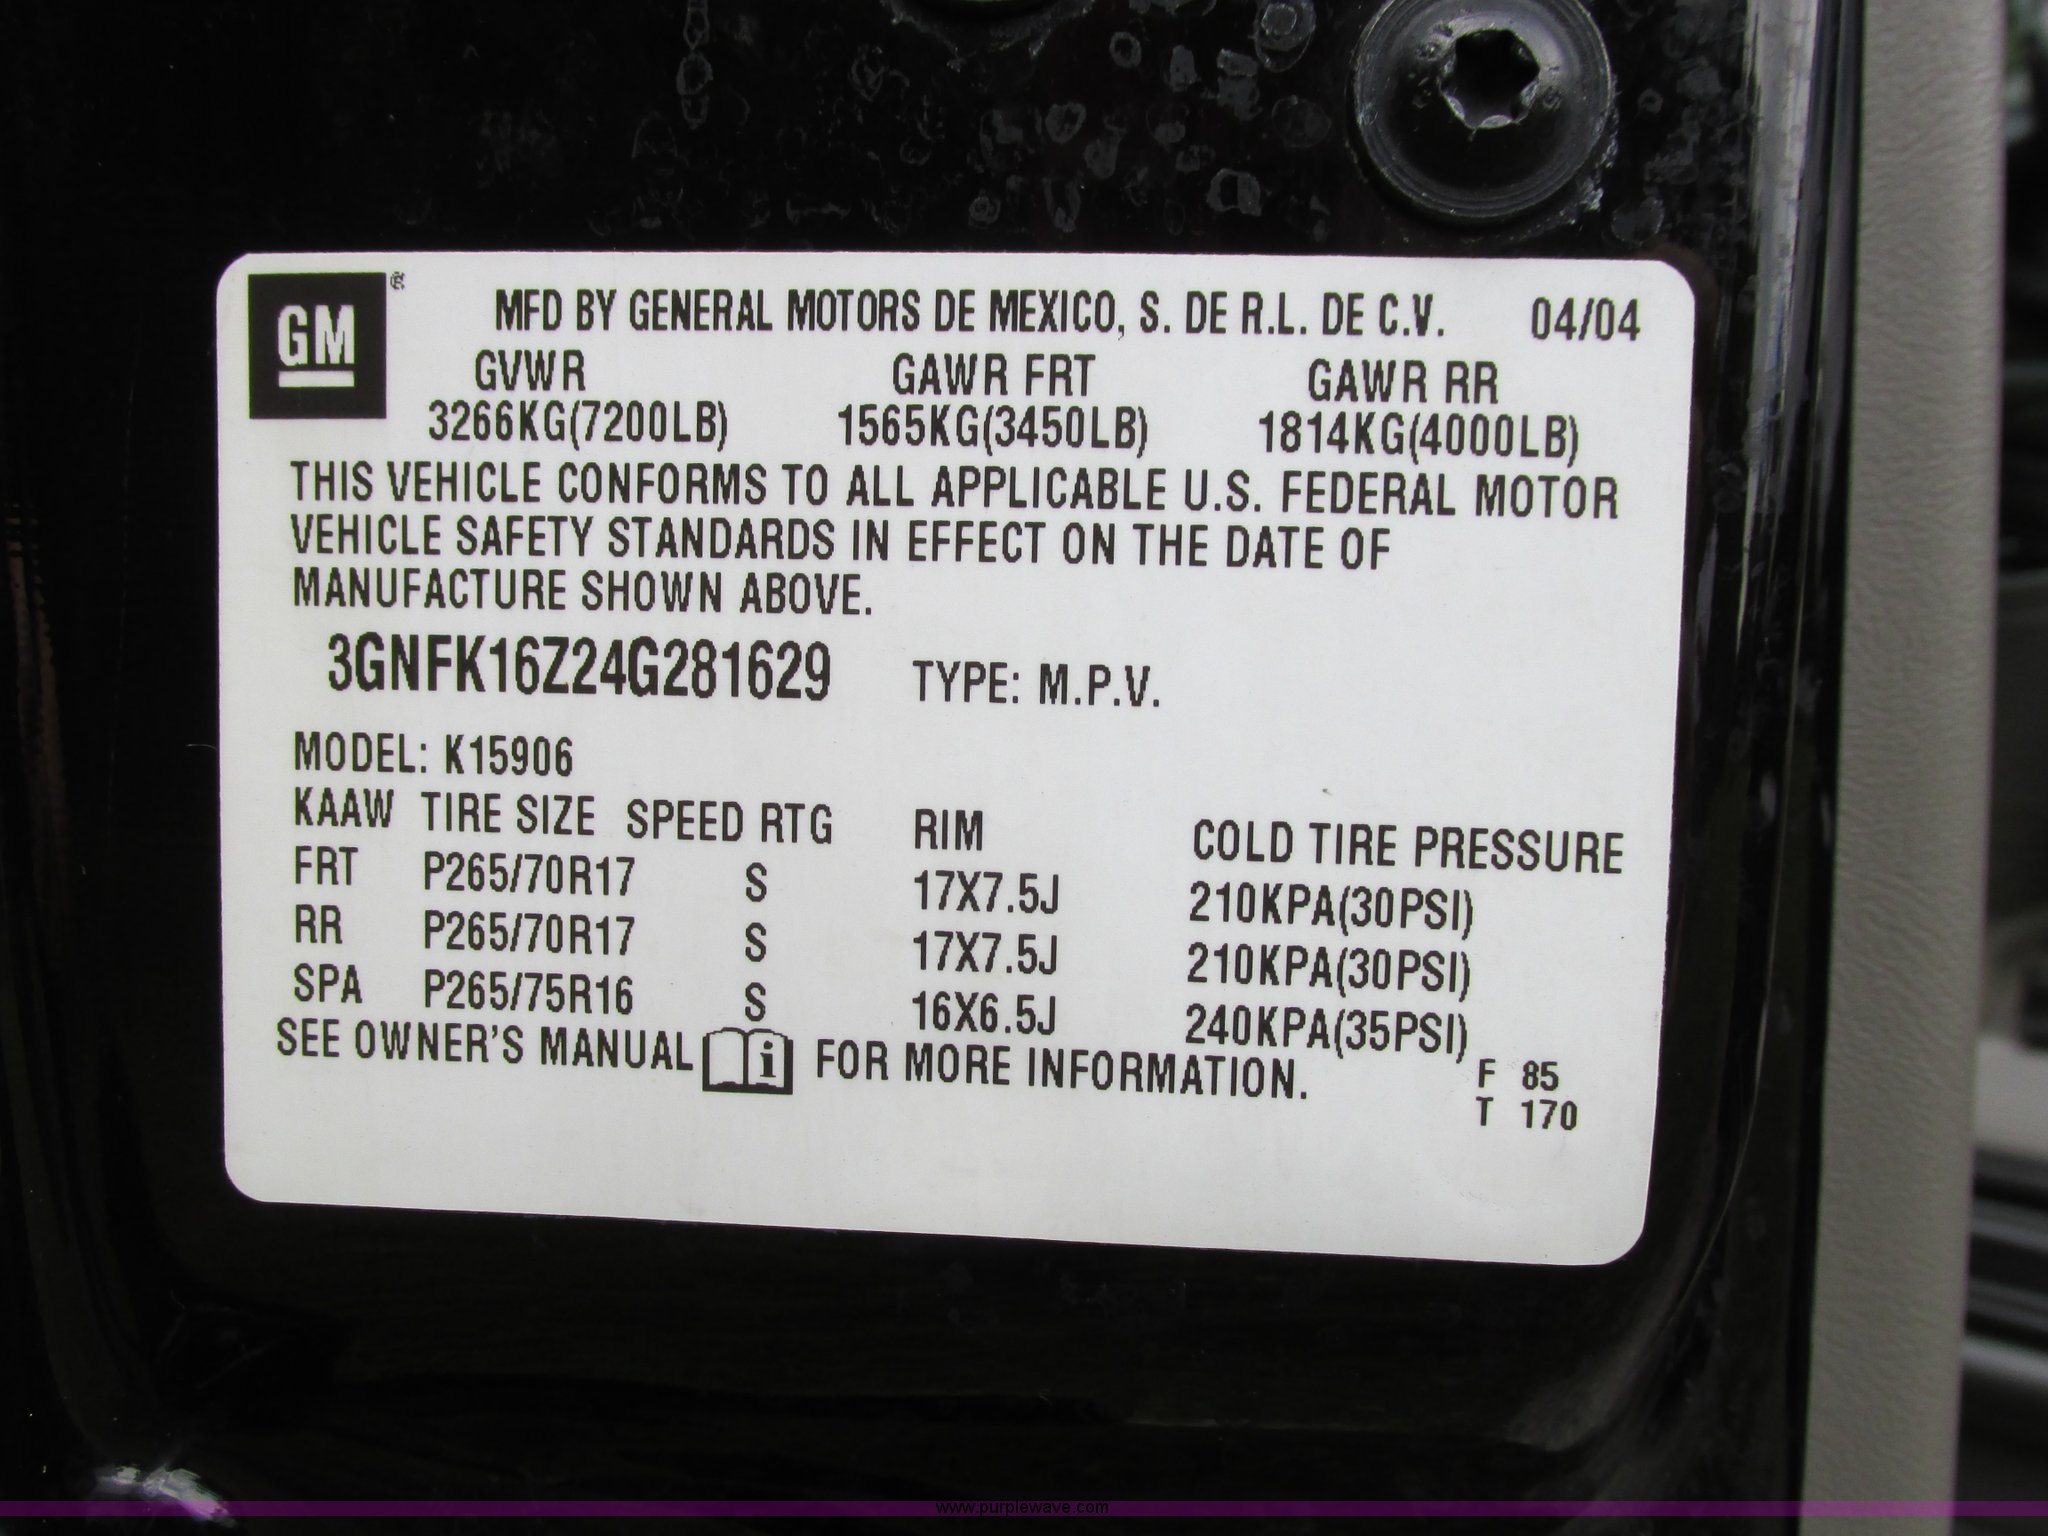 GM
MFD BY GENERAL MOTORS DE MEXICO, S. DE R.L. DE C.V. 04/04
GVWR GAWR FRT GAWR RR
3266KG(7200LB) 1565KG(3450LB) 1814KG(4000LB)
THIS VEHICLE CONFORMS TO ALL APPLICABLE U.S. FEDERAL MOTOR
VEHICLE SAFETY STANDARDS IN EFFECT ON THE DATE OF
MANUFACTURE SHOWN ABOVE.
3GNFK16Z24G281629 TYPE: M.P.V.
MODEL: K15906
KAAW TIRE SIZE SPEED RTG RIM COLD TIRE PRESSURE
FRT P265/70R17 S 17X7.5J 210KPA(30PSI)
RR P265/70R17 S 17X7.5J 210KPA(30PSI)
SPA P265/75R16 S 16X6.5J 240KPA(35PSI)
SEE OWNER'S MANUAL FOR MORE INFORMATION.
F 85
T 170
www.purplewave.com